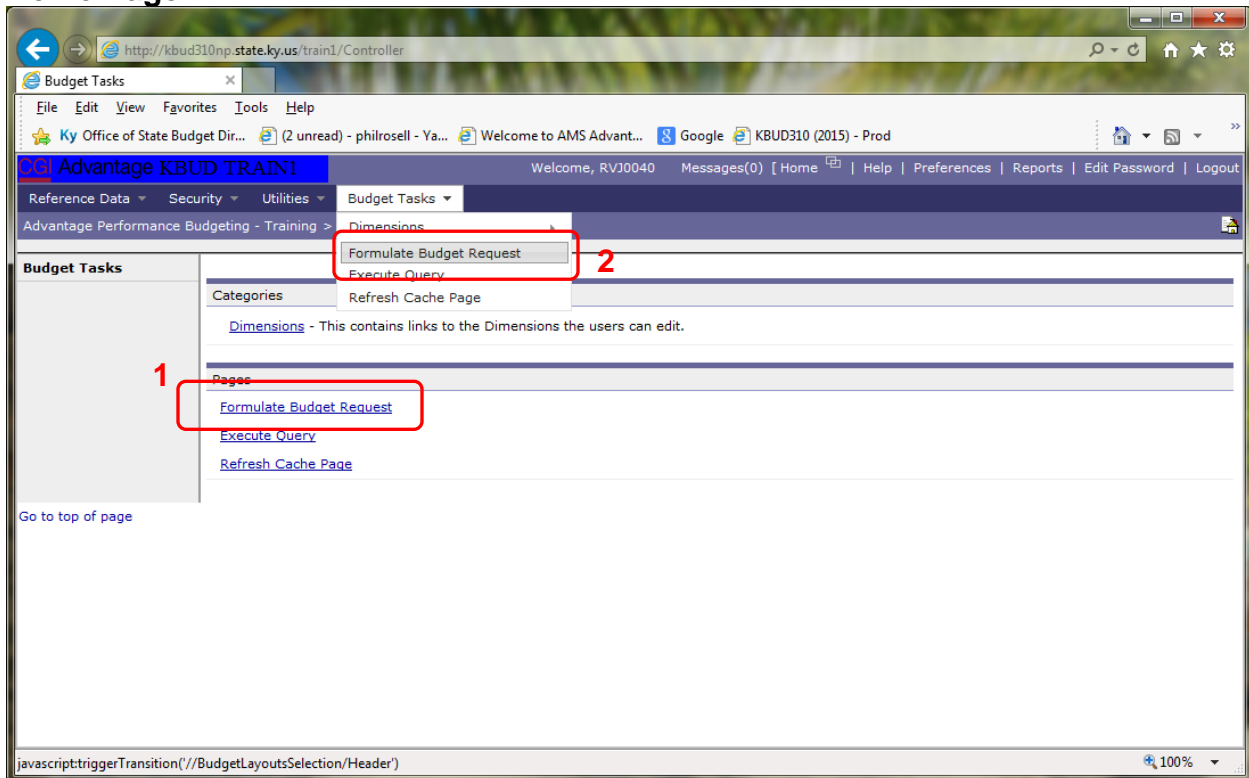 http://kbud310np.state.ky.us/train1/Controller
Budget Tasks
File Edit View Favorites Tools Help
Ky Office of State Budget Dir... (2 unread) - philrosell - Ya... Welcome to AMS Advant... Google KBUD310 (2015) - Prod
CGI Advantage KBUD TRAIN1 Welcome, RVJ0040 Messages(0) [ Home | Help | Preferences | Reports | Edit Password | Logout
Reference Data Security Utilities Budget Tasks
Advantage Performance Budgeting - Training > Dimensions
Formulate Budget Request 2
Budget Tasks
Execute Query
Categories Refresh Cache Page
Dimensions - This contains links to the Dimensions the users can edit.
1
Pages
Formulate Budget Request
Execute Query
Refresh Cache Page
Go to top of page
javascript:triggerTransition('//BudgetLayoutsSelection/Header') 100%